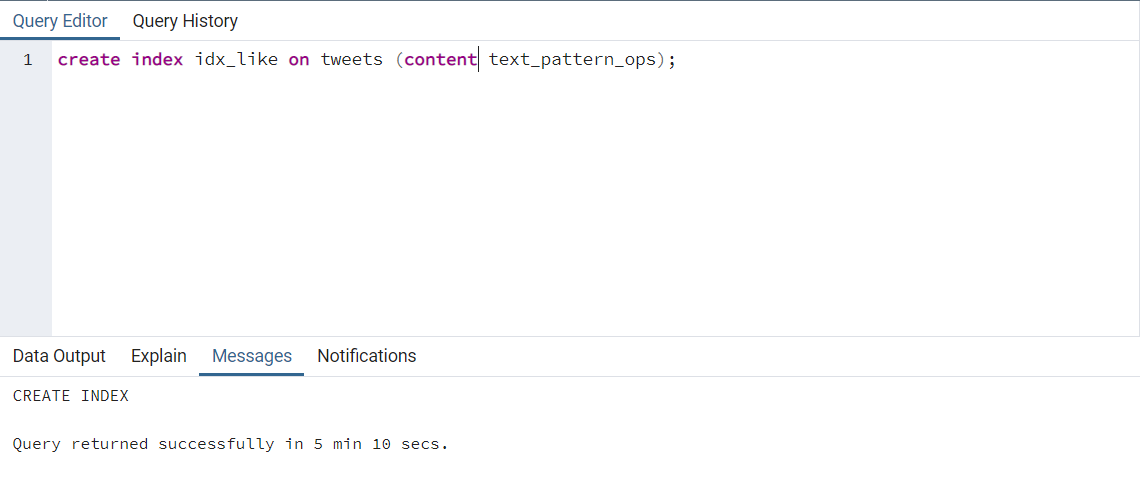 Query Editor Query History
1 create index idx_like on tweets (content text_pattern_ops);
Data Output Explain Messages Notifications
CREATE INDEX
Query returned successfully in 5 min 10 secs.